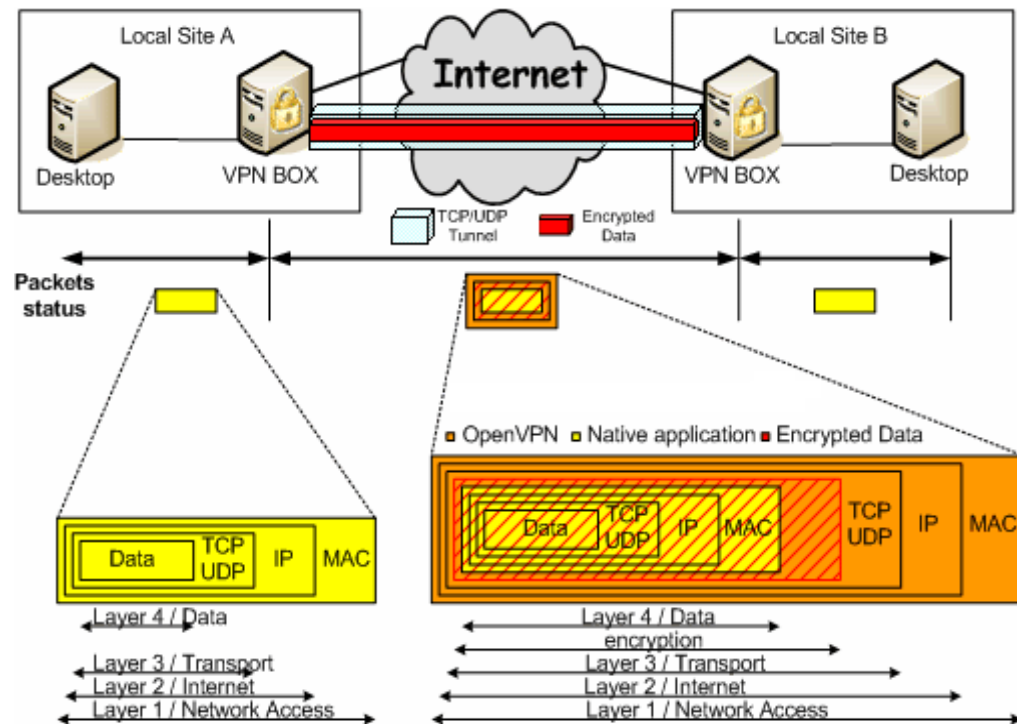 Local Site A
Internet
Local Site B
Desktop
VPN BOX
VPN BOX
Desktop
TCP/UDP
Tunnel
Encrypted
Data
Packets
status
OpenVPN
Native application
Encrypted Data
Data
TCP
UDP
IP
MAC
Data
TCP
UDP
IP
MAC
TCP
UDP
IP
MAC
Layer 4 / Data
Layer 3 / Transport
Layer 2 / Internet
Layer 1 / Network Access
Layer 4 / Data
encryption
Layer 3 / Transport
Layer 2 / Internet
Layer 1 / Network Access